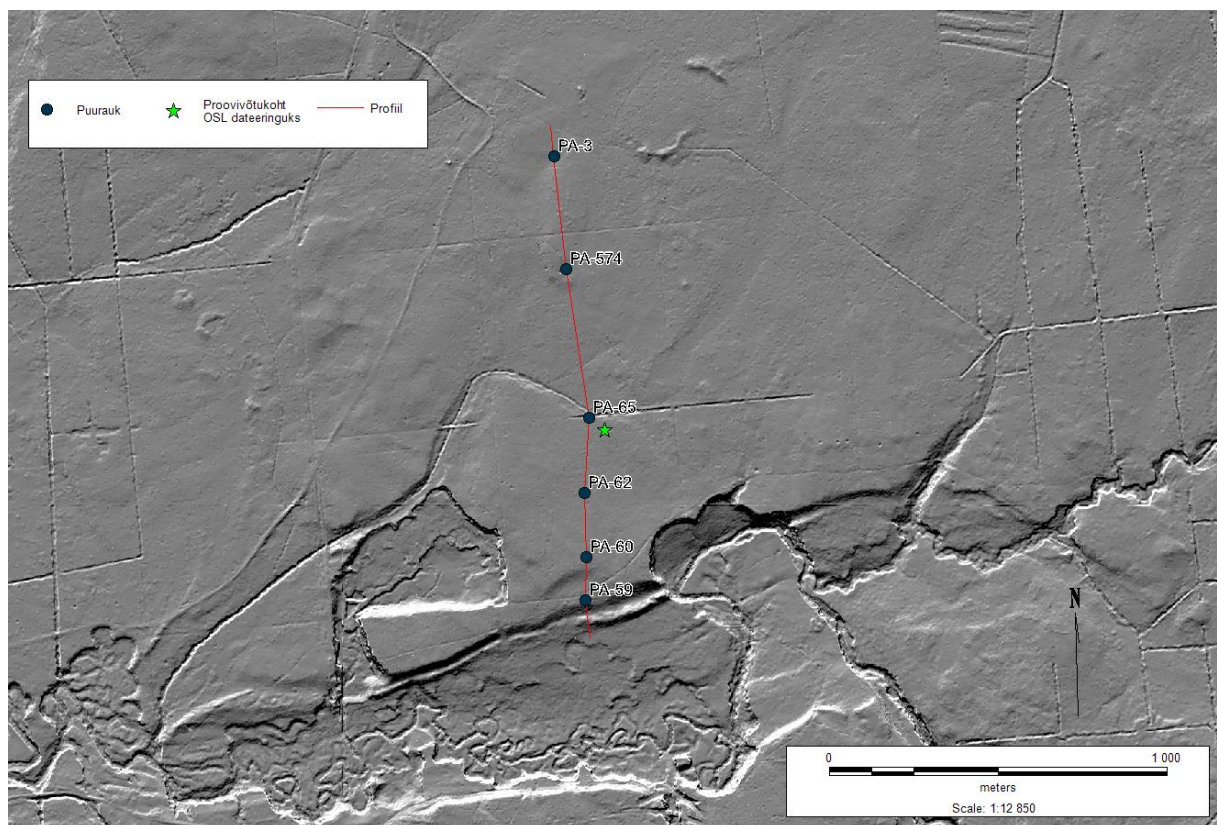 Puurauk
Proovivõtukoht
OSL dateeringuks
Profiil
PA-3
PA-574
PA-65
PA-62
PA-60
PA-59
N
0
1 000
meters
Scale: 1:12 850